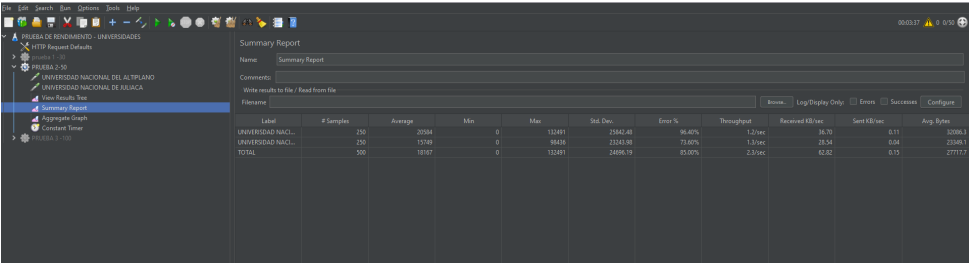 File Edit Search Run Options Tools Help
00:03:37 0 0/50
PRUEBA DE RENDIMIENTO - UNIVERSIDADES
HTTP Request Defaults
prueba 1 -30
PRUEBA 2-50
UNIVERISDAD NACIONAL DEL ALTIPLANO
UNIVERISDAD NACIONAL DE JULIACA
View Results Tree
Summary Report
Aggregate Graph
Constant Timer
PRUEBA 3 -100
Summary Report
Name: Summary Report
Comments:
Write results to file / Read from file
Filename Browse... Log/Display Only: Errors Successes Configure
Label # Samples Average Min Max Std. Dev. Error % Throughput Received KB/sec Sent KB/sec Avg. Bytes
UNIVERISDAD NACI... 250 20584 0 132491 25842.48 96.40% 1.2/sec 36.70 0.11 32086.3
UNIVERISDAD NACI... 250 15749 0 98436 23243.98 73.60% 1.3/sec 28.54 0.04 23349.1
TOTAL 500 18167 0 132491 24696.19 85.00% 2.3/sec 62.82 0.15 27717.7